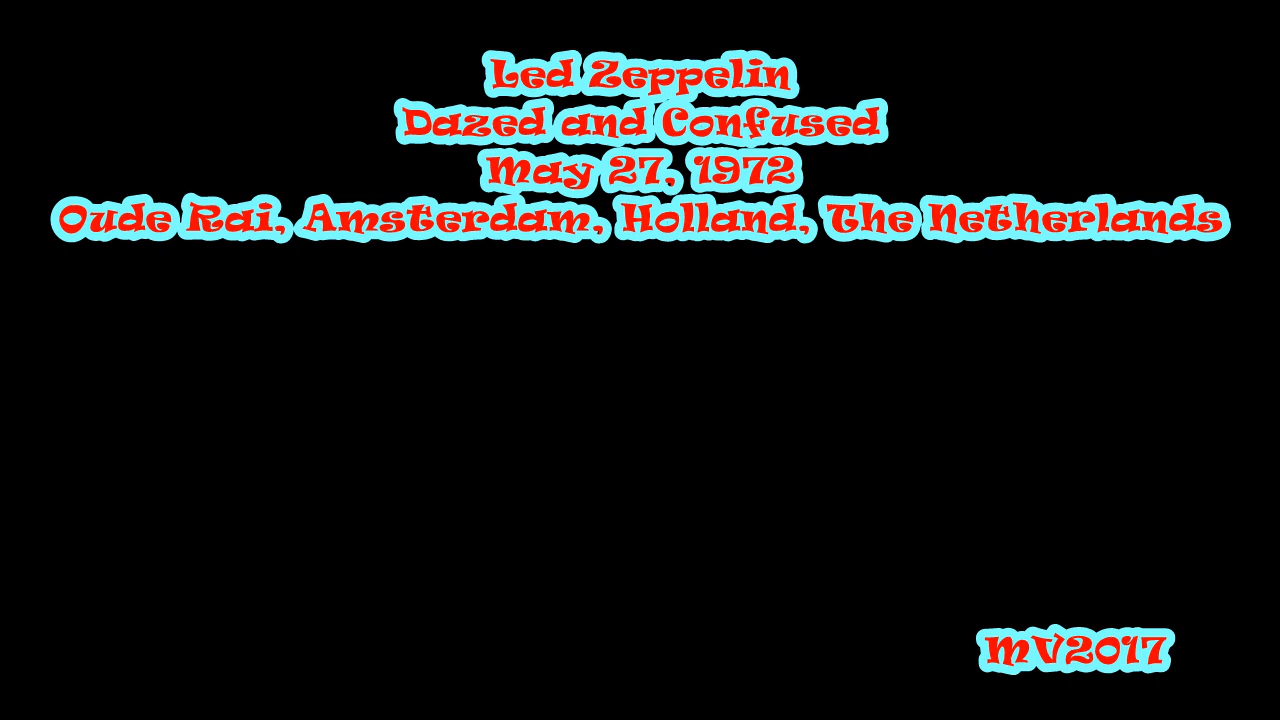 Led Zeppelin
Dazed and Confused
May 27, 1972
Oude Rai, Amsterdam, Holland, The Netherlands
MV2017